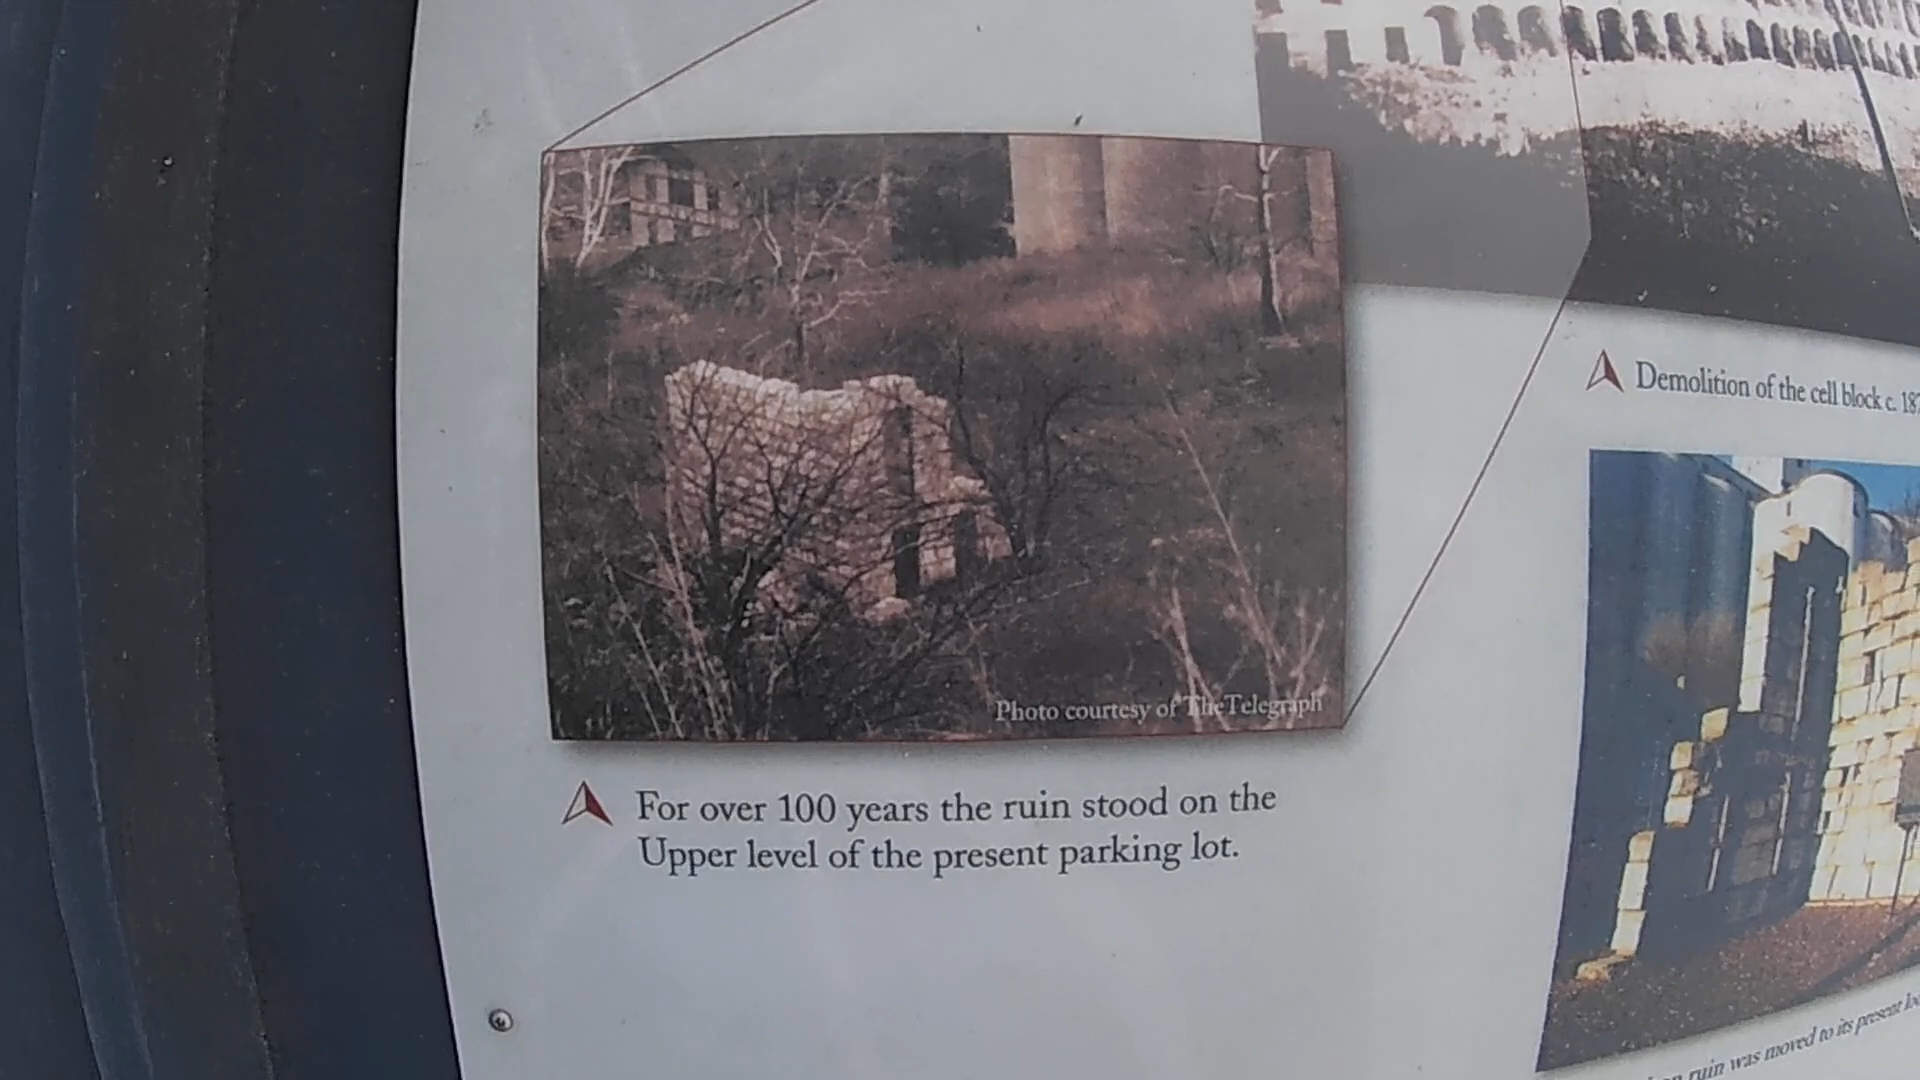 Photo courtesy of The Telegraph
For over 100 years the ruin stood on the
Upper level of the present parking lot.
Demolition of the cell block c.
ruin was moved to its present